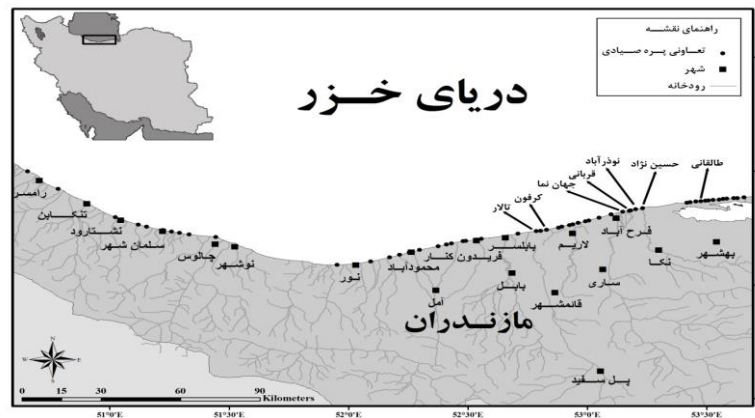 راهنمای نقشه
تعاونی پره صیادی
شهر
رودخانه
دریای خزر
طالقانی
حسین نژاد
نوذرآباد
قربانی
جهان نما
کرفون
تالار
رامسر
تنکابن
نشتارود
سلمان شهر
چالوس
نوشهر
نور
محمودآباد
فریدون کنار
بابلسر
لاریم
فرح آباد
نکا
بهشهر
آمل
بابل
قائمشهر
ساری
مازندران
پل سفید
N
W
E
S
0 15 30 60 90
Kilometers
51°0'E 51°30'E 52°0'E 52°30'E 53°0'E 53°30'E